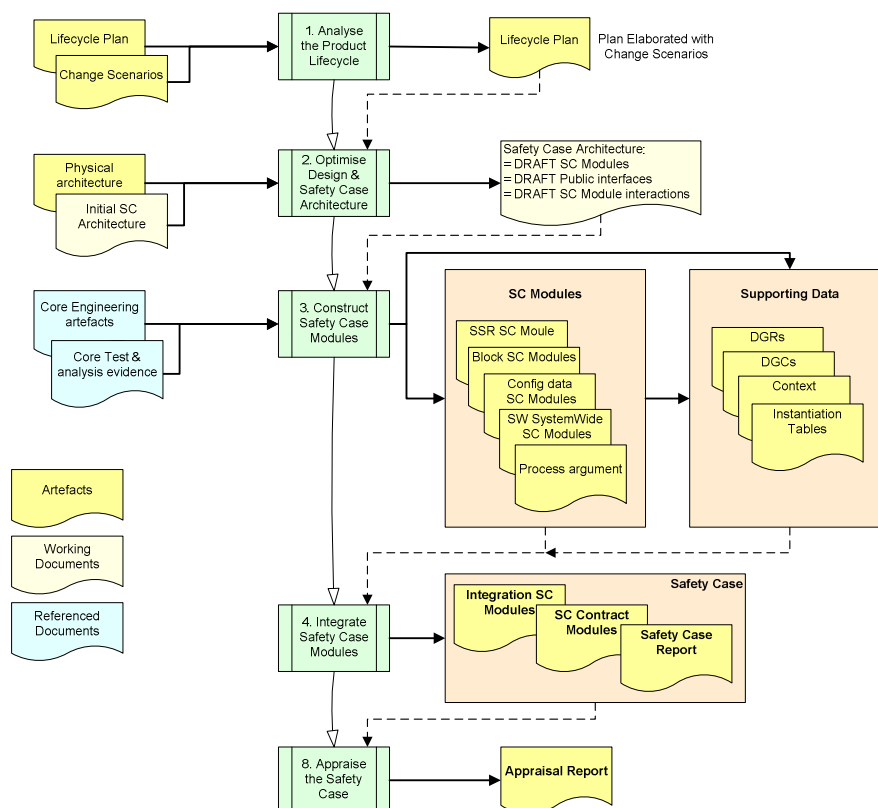 Lifecycle Plan
Change Scenarios
1. Analyse
the Product
Lifecycle
Lifecycle Plan
Plan Elaborated with
Change Scenarios
Physical
architecture
Initial SC
Architecture
2. Optimise
Design &
Safety Case
Architecture
Safety Case Architecture:
= DRAFT SC Modules
= DRAFT Public interfaces
= DRAFT SC Module interactions
Core Engineering
artefacts
Core Test &
analysis evidence
3. Construct
Safety Case
Modules
SC Modules
SSR SC Moule
Block SC Modules
Config data
SC Modules
SW SystemWide
SC Modules
Process argument
Supporting Data
DGRs
DGCs
Context
Instantiation
Tables
Artefacts
Working
Documents
Referenced
Documents
4. Integrate
Safety Case
Modules
Safety Case
Integration SC
Modules
SC Contract
Modules
Safety Case
Report
8. Appraise
the Safety
Case
Appraisal Report